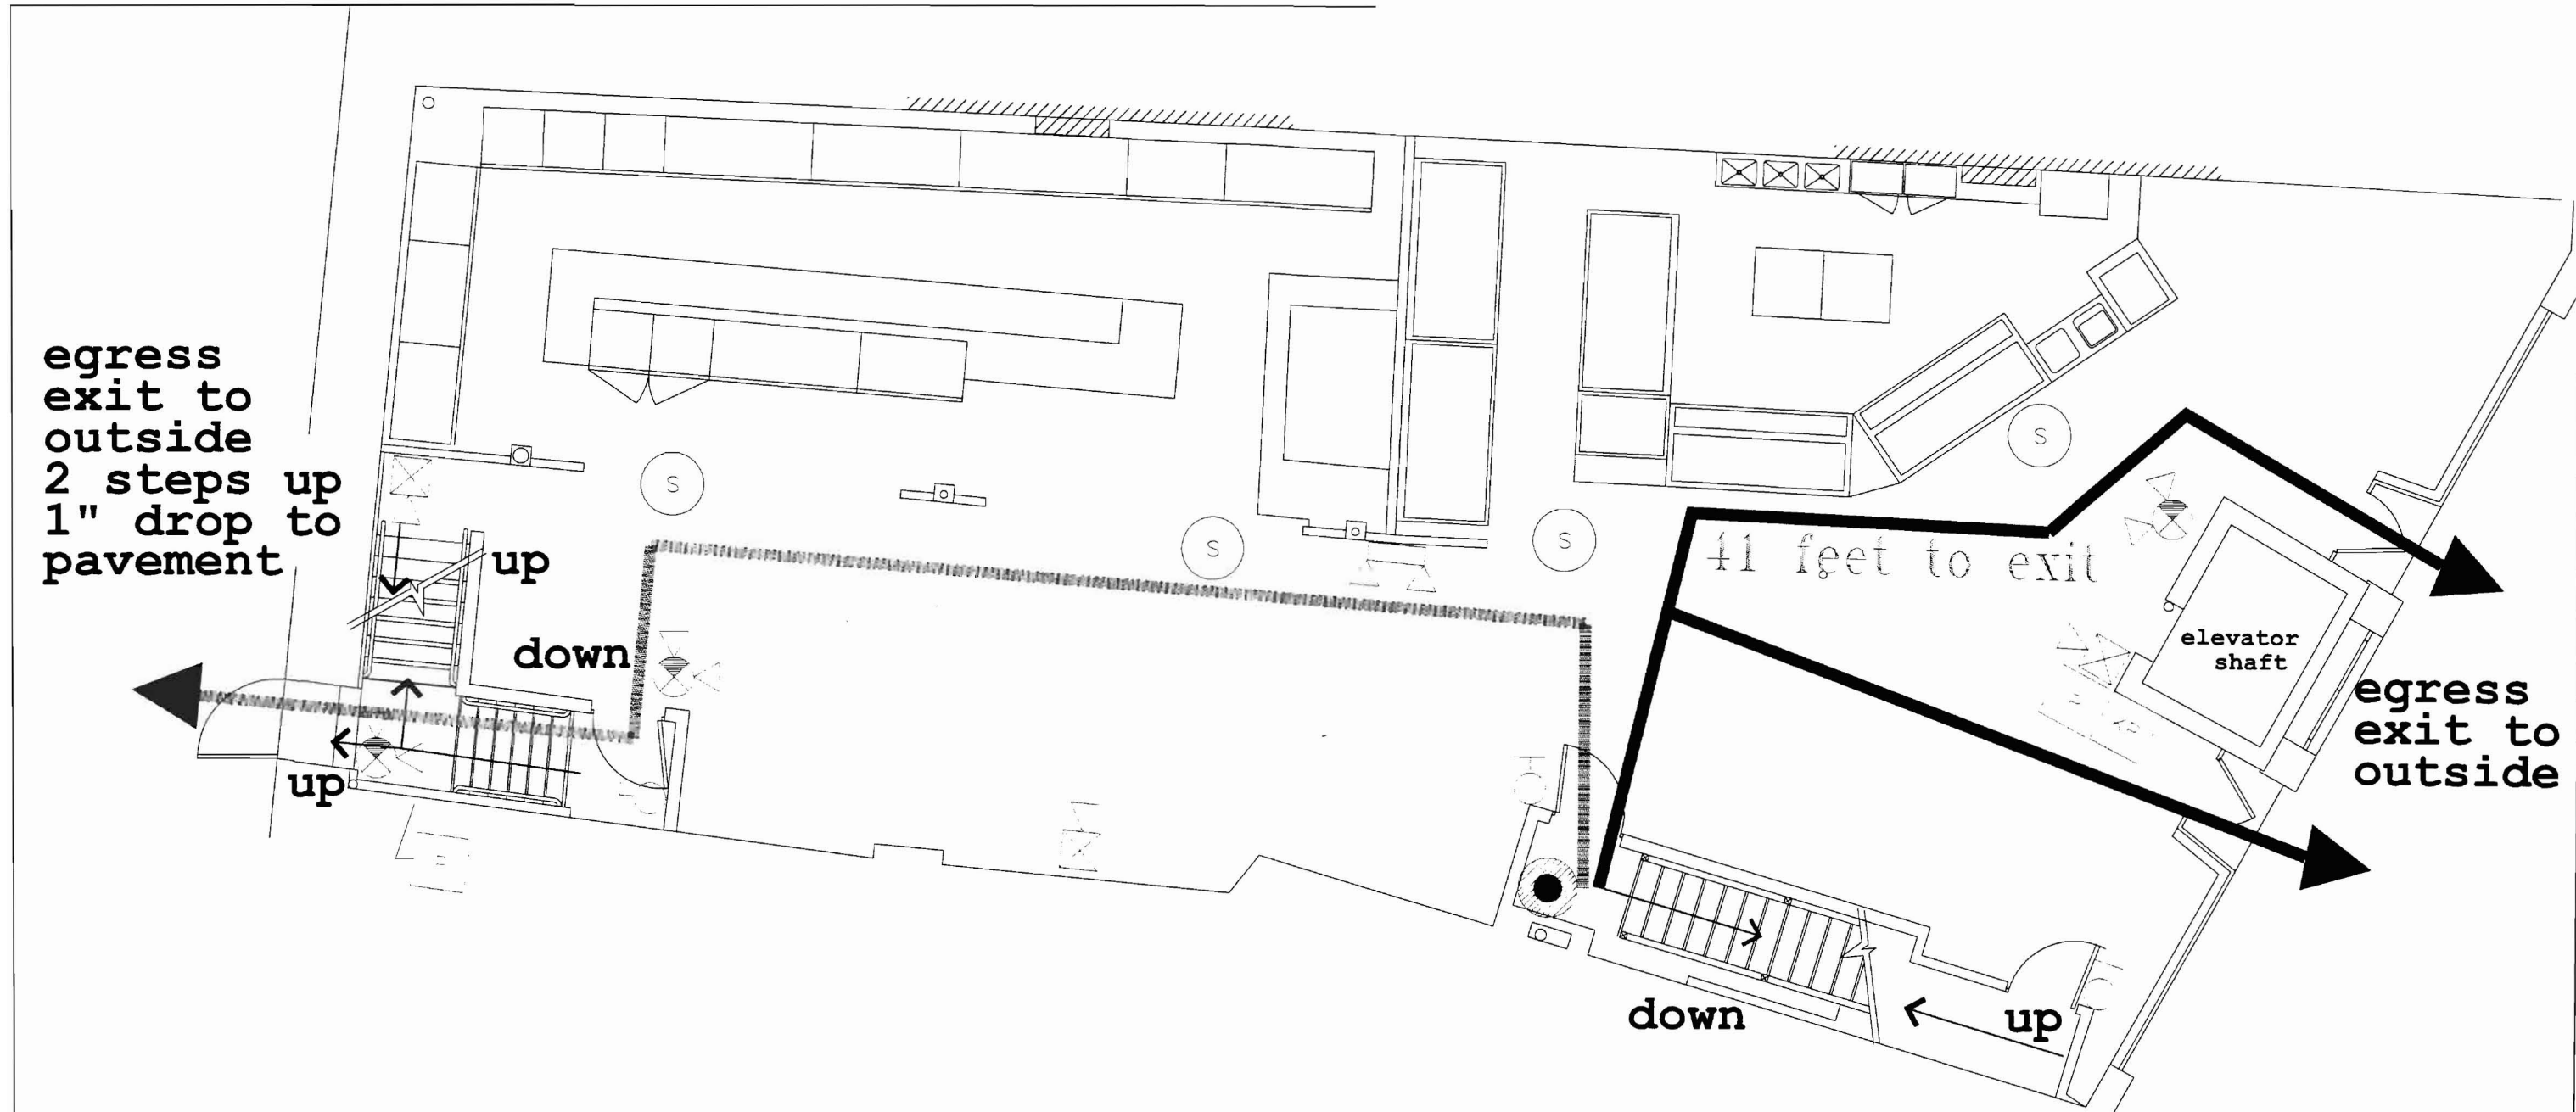 egress
exit to
outside
2 steps up
1" drop to
pavement
up
down
up
S
S
S
S
41 feet to exit
elevator
shaft
egress
exit to
outside
down
up